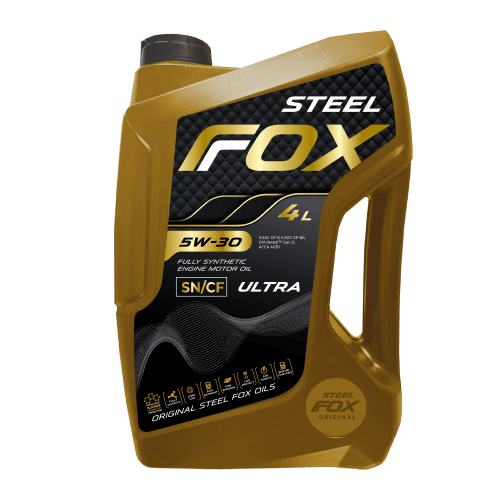 STEEL
FOX
4L
5W-30
FULLY SYNTHETIC
ENGINE MOTOR OIL
SN/CF ULTRA
ORIGINAL STEEL FOX OILS
STEEL
FOX
ORIGINAL